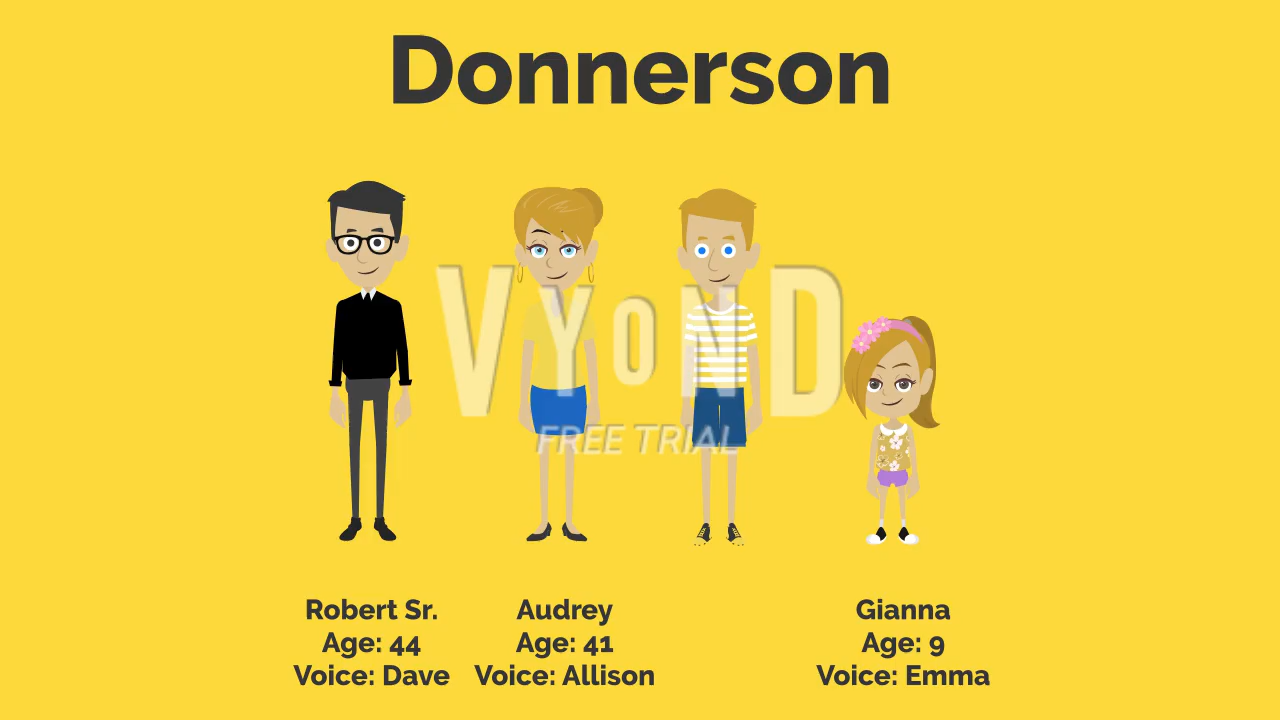 Donnerson
VYOND
FREE TRIAL
Robert Sr.
Age: 44
Voice: Dave
Audrey
Age: 41
Voice: Allison
Gianna
Age: 9
Voice: Emma